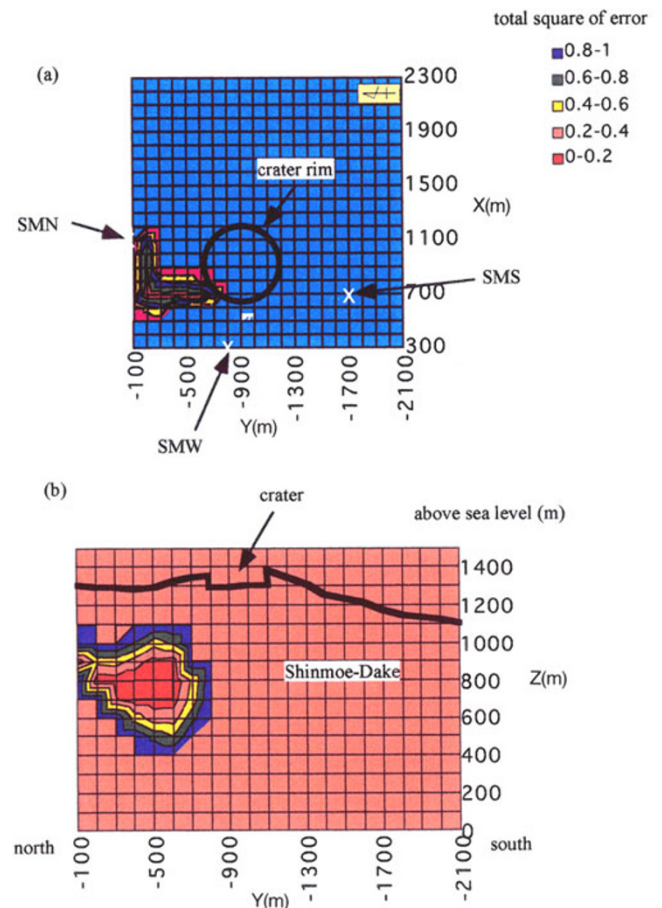 total square of error
0.8-1
0.6-0.8
0.4-0.6
0.2-0.4
0-0.2
(a)
2300
1900
1500
X(m)
1100
700
300
crater rim
SMN
SMS
SMW
-100
-500
-900
-1300
-1700
-2100
Y(m)
(b)
crater
above sea level (m)
1400
1200
1000
Z(m)
800
600
400
200
0
Shinmoe-Dake
north
south
-100
-500
-900
-1300
-1700
-2100
Y(m)